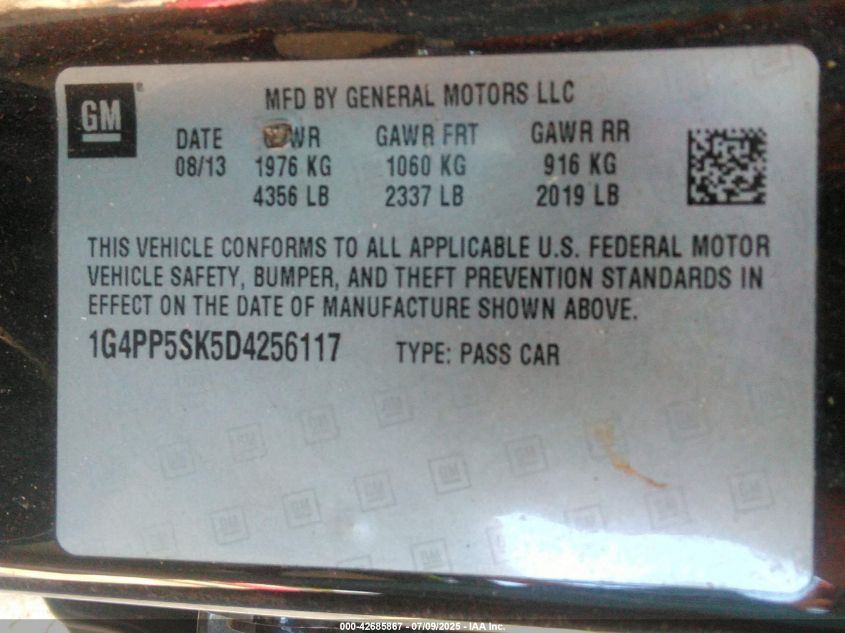 GM
MFD BY GENERAL MOTORS LLC
DATE GVWR GAWR FRT GAWR RR
08/13 1976 KG 1060 KG 916 KG
4356 LB 2337 LB 2019 LB
THIS VEHICLE CONFORMS TO ALL APPLICABLE U.S. FEDERAL MOTOR
VEHICLE SAFETY, BUMPER, AND THEFT PREVENTION STANDARDS IN
EFFECT ON THE DATE OF MANUFACTURE SHOWN ABOVE.
1G4PP5SK5D4256117 TYPE: PASS CAR
000-42685867 | 07/09/2025 - IAA Inc.